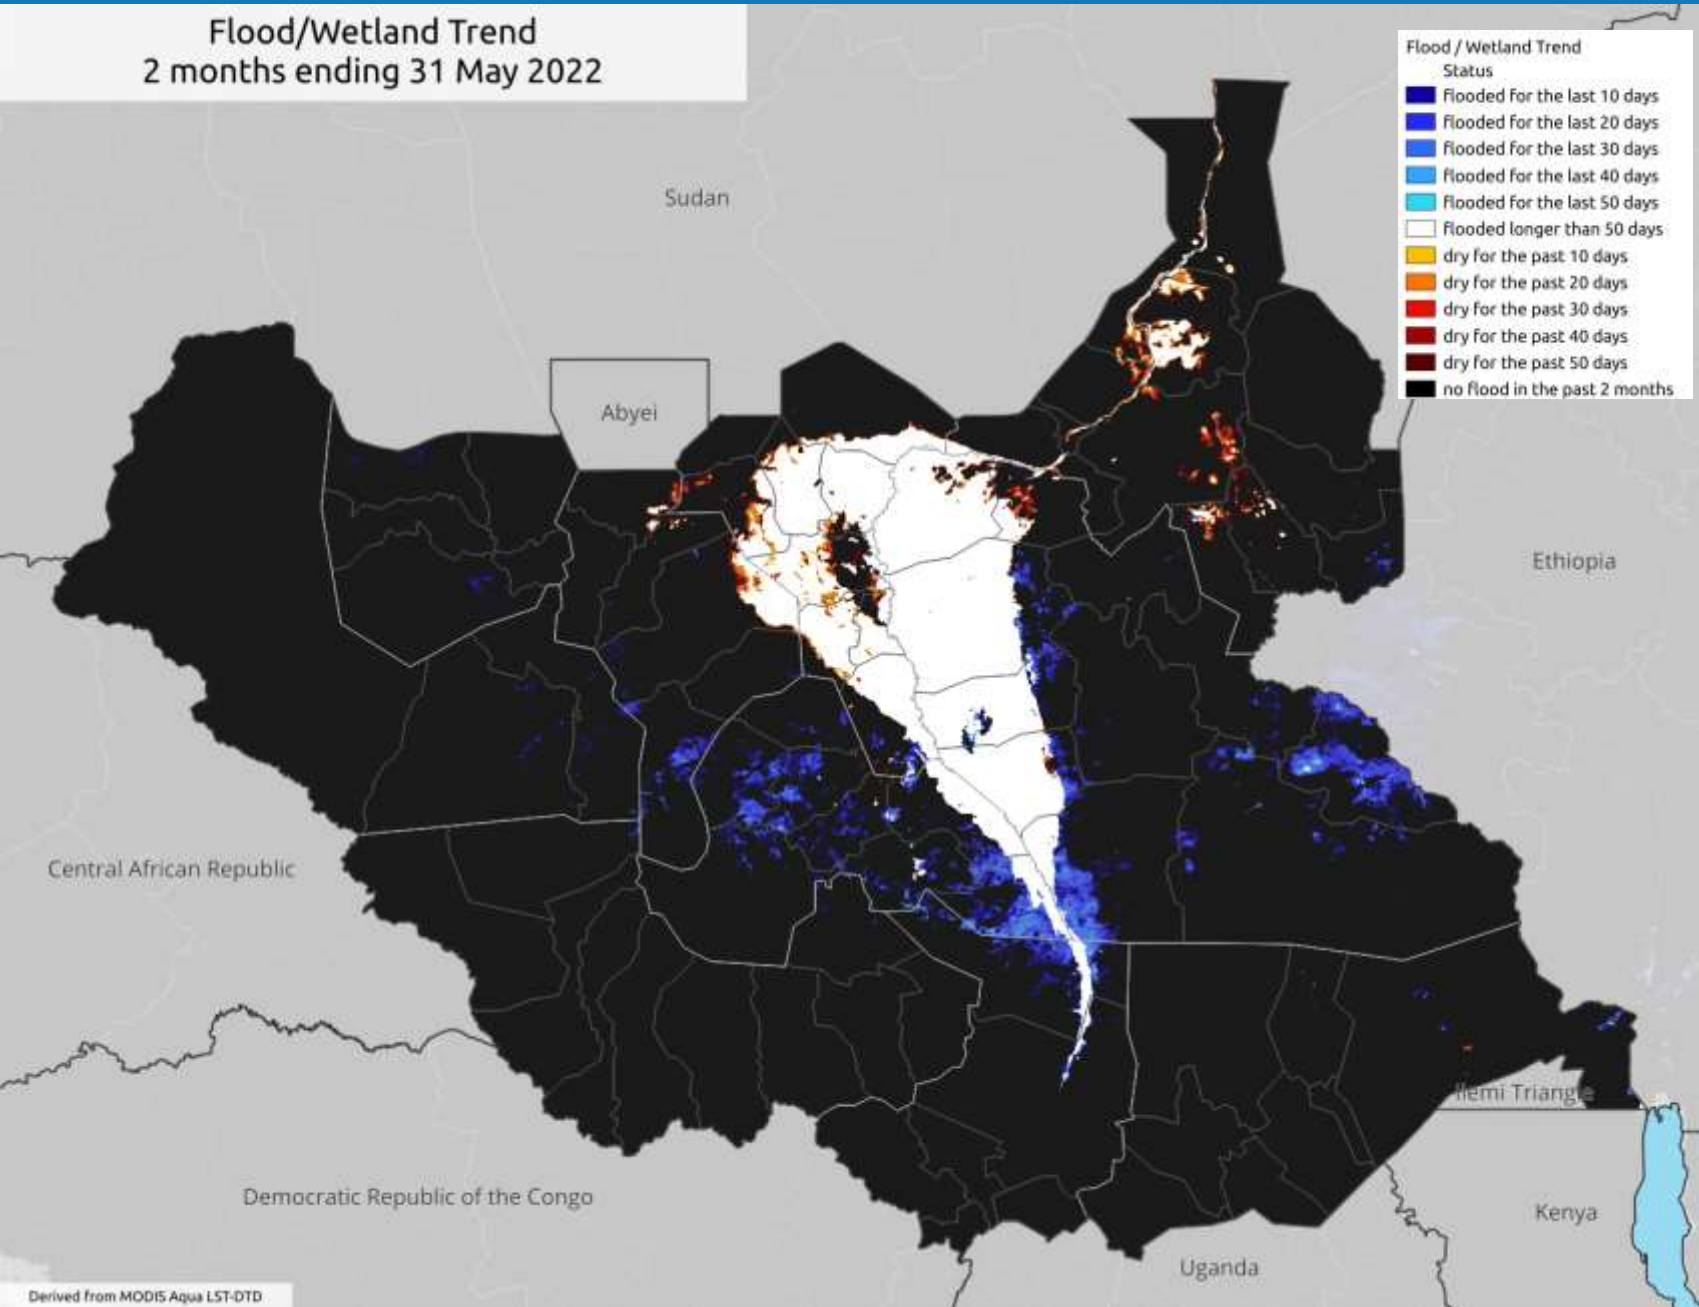 Flood/Wetland Trend
2 months ending 31 May 2022
Flood / Wetland Trend
Status
flooded for the last 10 days
flooded for the last 20 days
flooded for the last 30 days
flooded for the last 40 days
flooded for the last 50 days
flooded longer than 50 days
dry for the past 10 days
dry for the past 20 days
dry for the past 30 days
dry for the past 40 days
dry for the past 50 days
no flood in the past 2 months
Sudan
Abyei
Ethiopia
Central African Republic
Ilemi Triangle
Democratic Republic of the Congo
Kenya
Uganda
Derived from MODIS Aqua LST-DTD